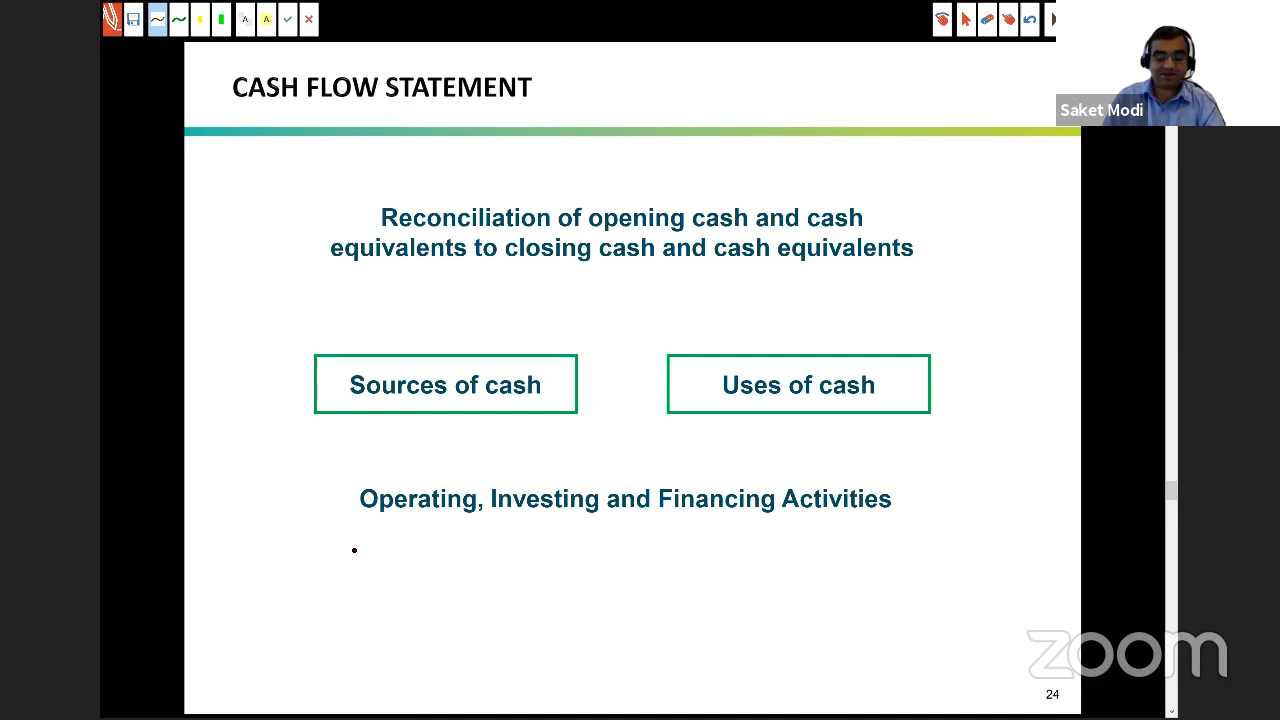 A A
CASH FLOW STATEMENT
Saket Modi
Reconciliation of opening cash and cash
equivalents to closing cash and cash equivalents
Sources of cash
Uses of cash
Operating, Investing and Financing Activities
zoom
24